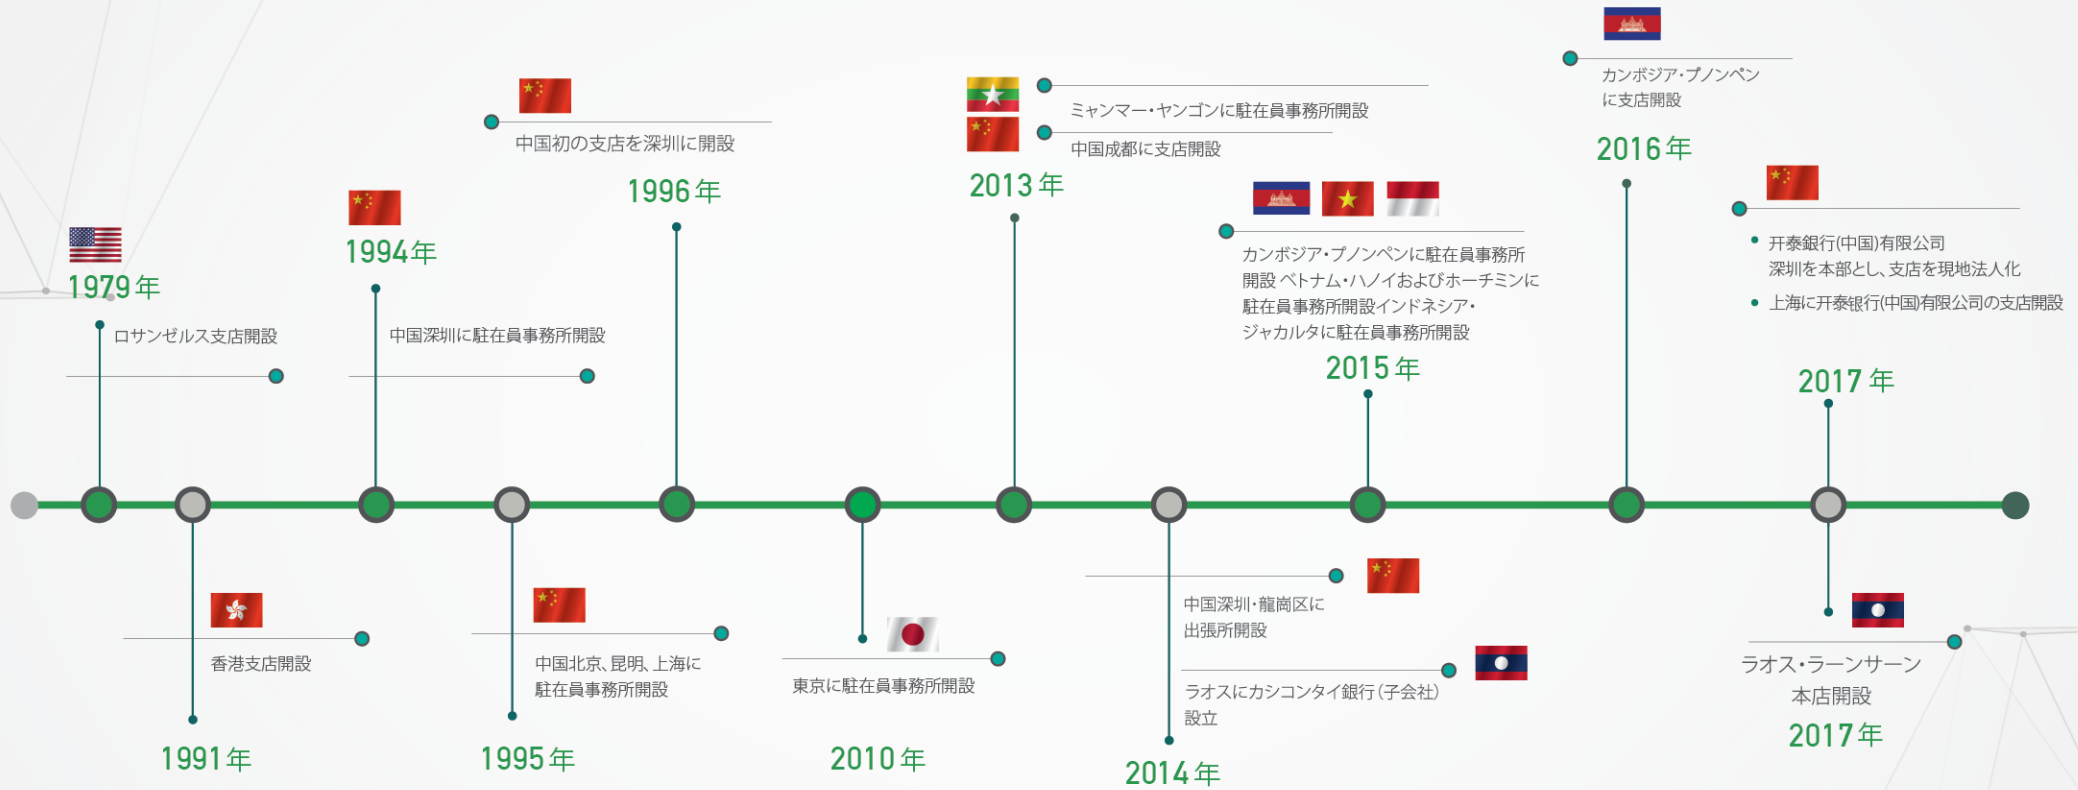 1979年
ロサンゼルス支店開設
香港支店開設
1991年
1994年
中国深圳に駐在員事務所開設
中国北京、昆明、上海に
駐在員事務所開設
1995年
中国初の支店を深圳に開設
1996年
東京に駐在員事務所開設
2010年
ミャンマー・ヤンゴンに駐在員事務所開設
中国成都に支店開設
2013年
中国深圳・龍崗区に
出張所開設
ラオスにカシコンタイ銀行（子会社）
設立
2014年
カンボジア・プノンペンに駐在員事務所
開設 ベトナム・ハノイおよびホーチミンに
駐在員事務所開設インドネシア・
ジャカルタに駐在員事務所開設
2015年
カンボジア・プノンペン
に支店開設
2016年
• 开泰銀行(中国)有限公司
深圳を本部とし、支店を現地法人化
• 上海に开泰银行(中国)有限公司の支店開設
2017年
ラオス・ラーンサーン
本店開設
2017年